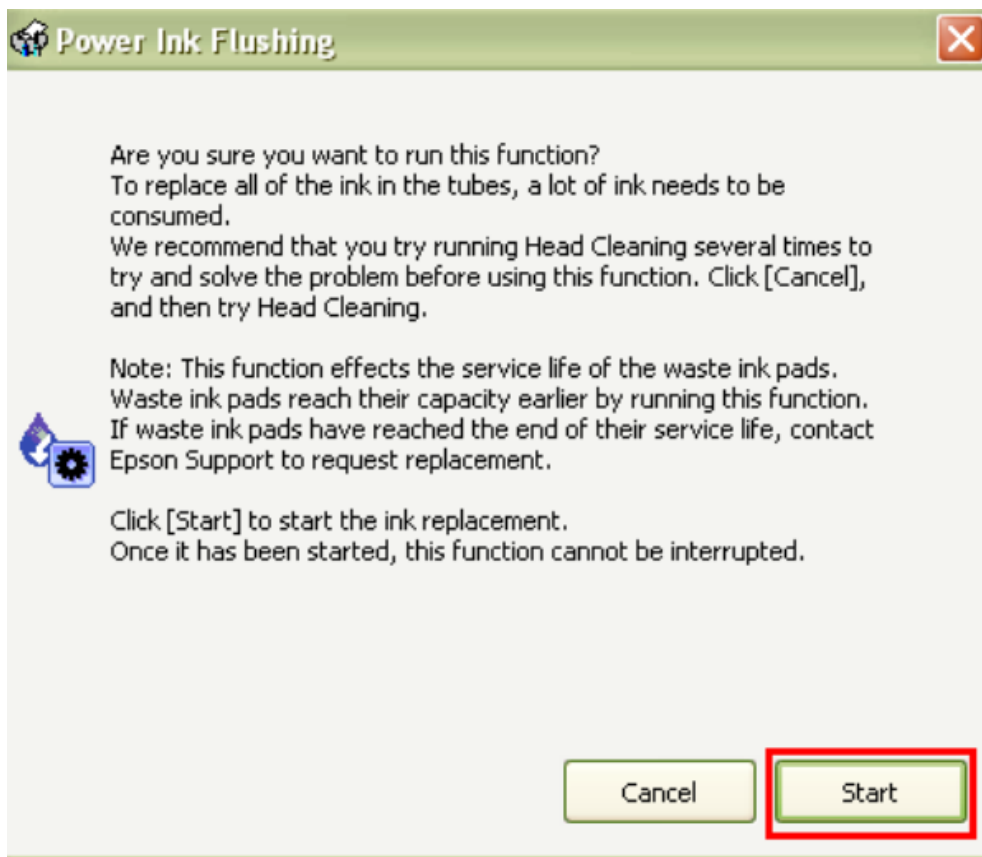 Power Ink Flushing
Are you sure you want to run this function?
To replace all of the ink in the tubes, a lot of ink needs to be
consumed.
We recommend that you try running Head Cleaning several times to
try and solve the problem before using this function. Click [Cancel],
and then try Head Cleaning.
Note: This function effects the service life of the waste ink pads.
Waste ink pads reach their capacity earlier by running this function.
If waste ink pads have reached the end of their service life, contact
Epson Support to request replacement.
Click [Start] to start the ink replacement.
Once it has been started, this function cannot be interrupted.
Cancel Start